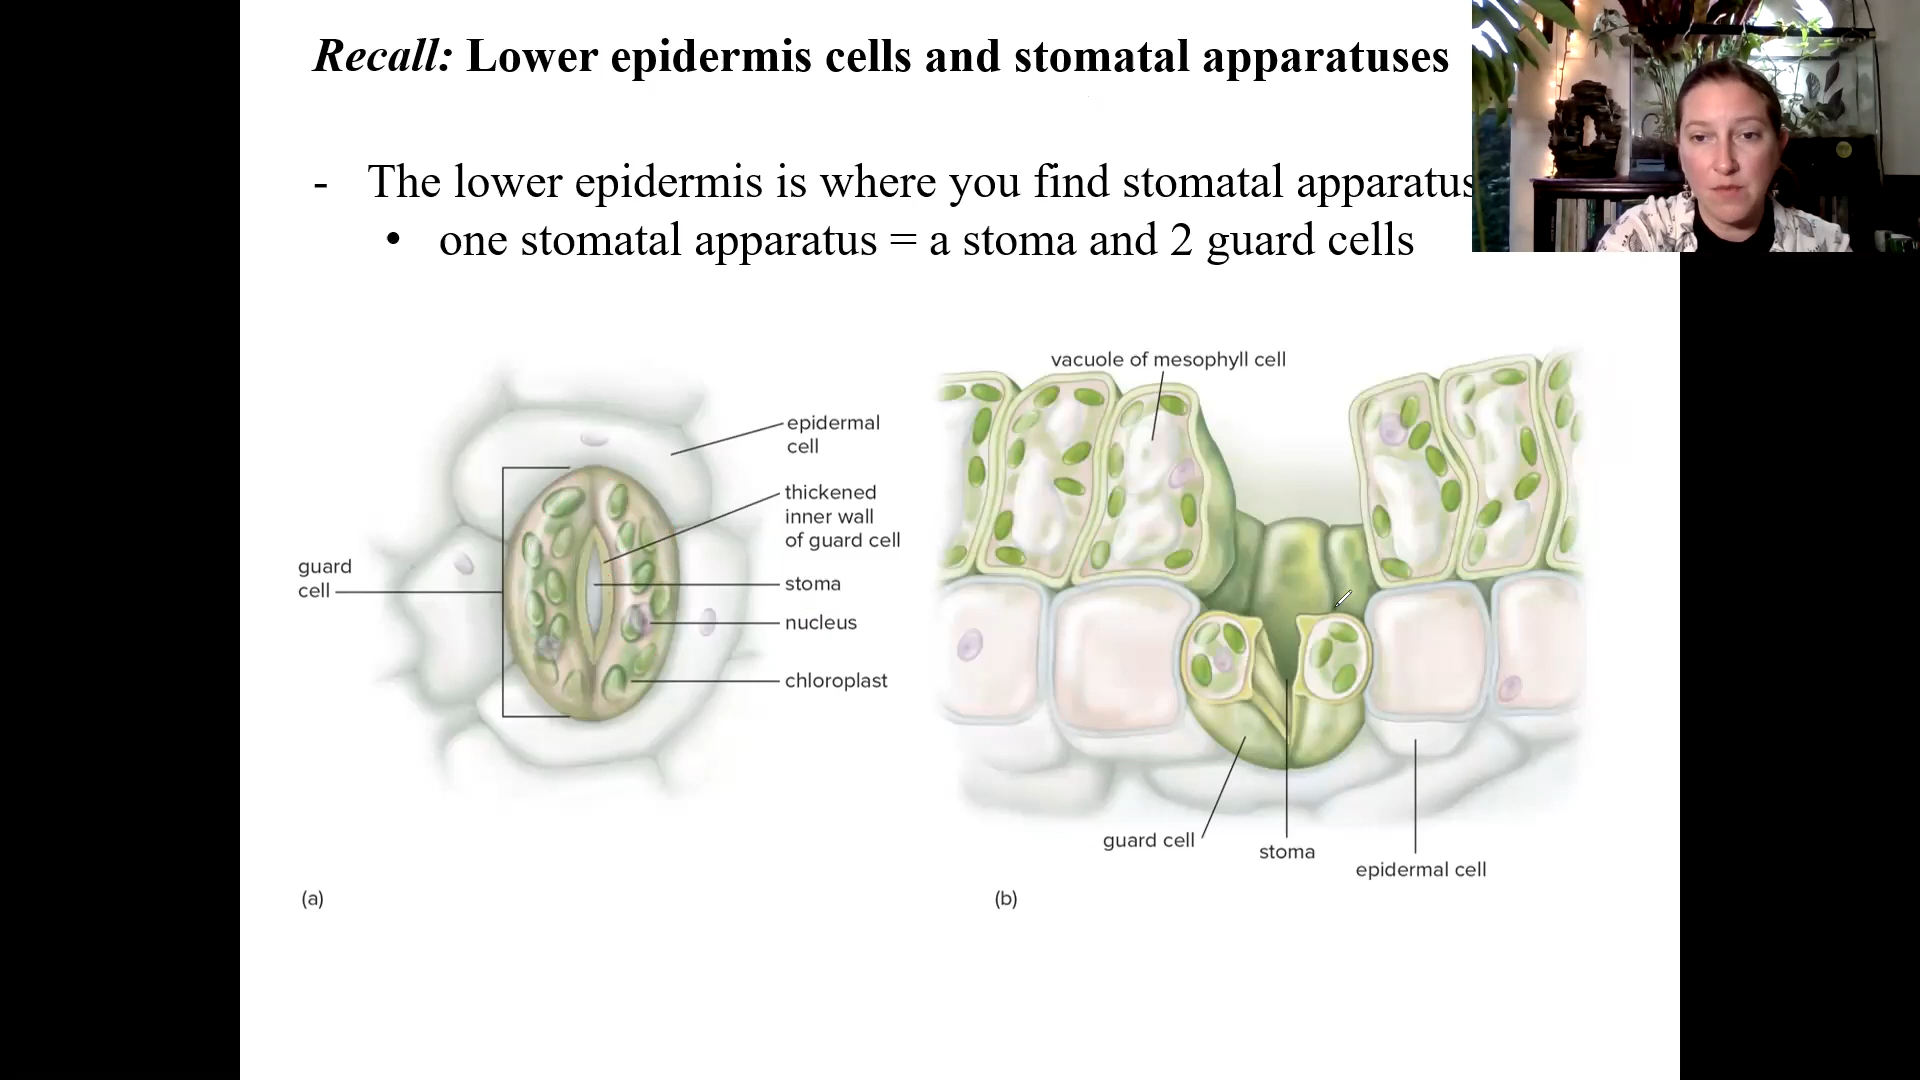 Recall: Lower epidermis cells and stomatal apparatuses
- The lower epidermis is where you find stomatal apparatus
• one stomatal apparatus = a stoma and 2 guard cells
epidermal
cell
thickened
inner wall
of guard cell
guard
cell
stoma
nucleus
chloroplast
(a)
vacuole of mesophyll cell
guard cell
stoma
epidermal cell
(b)